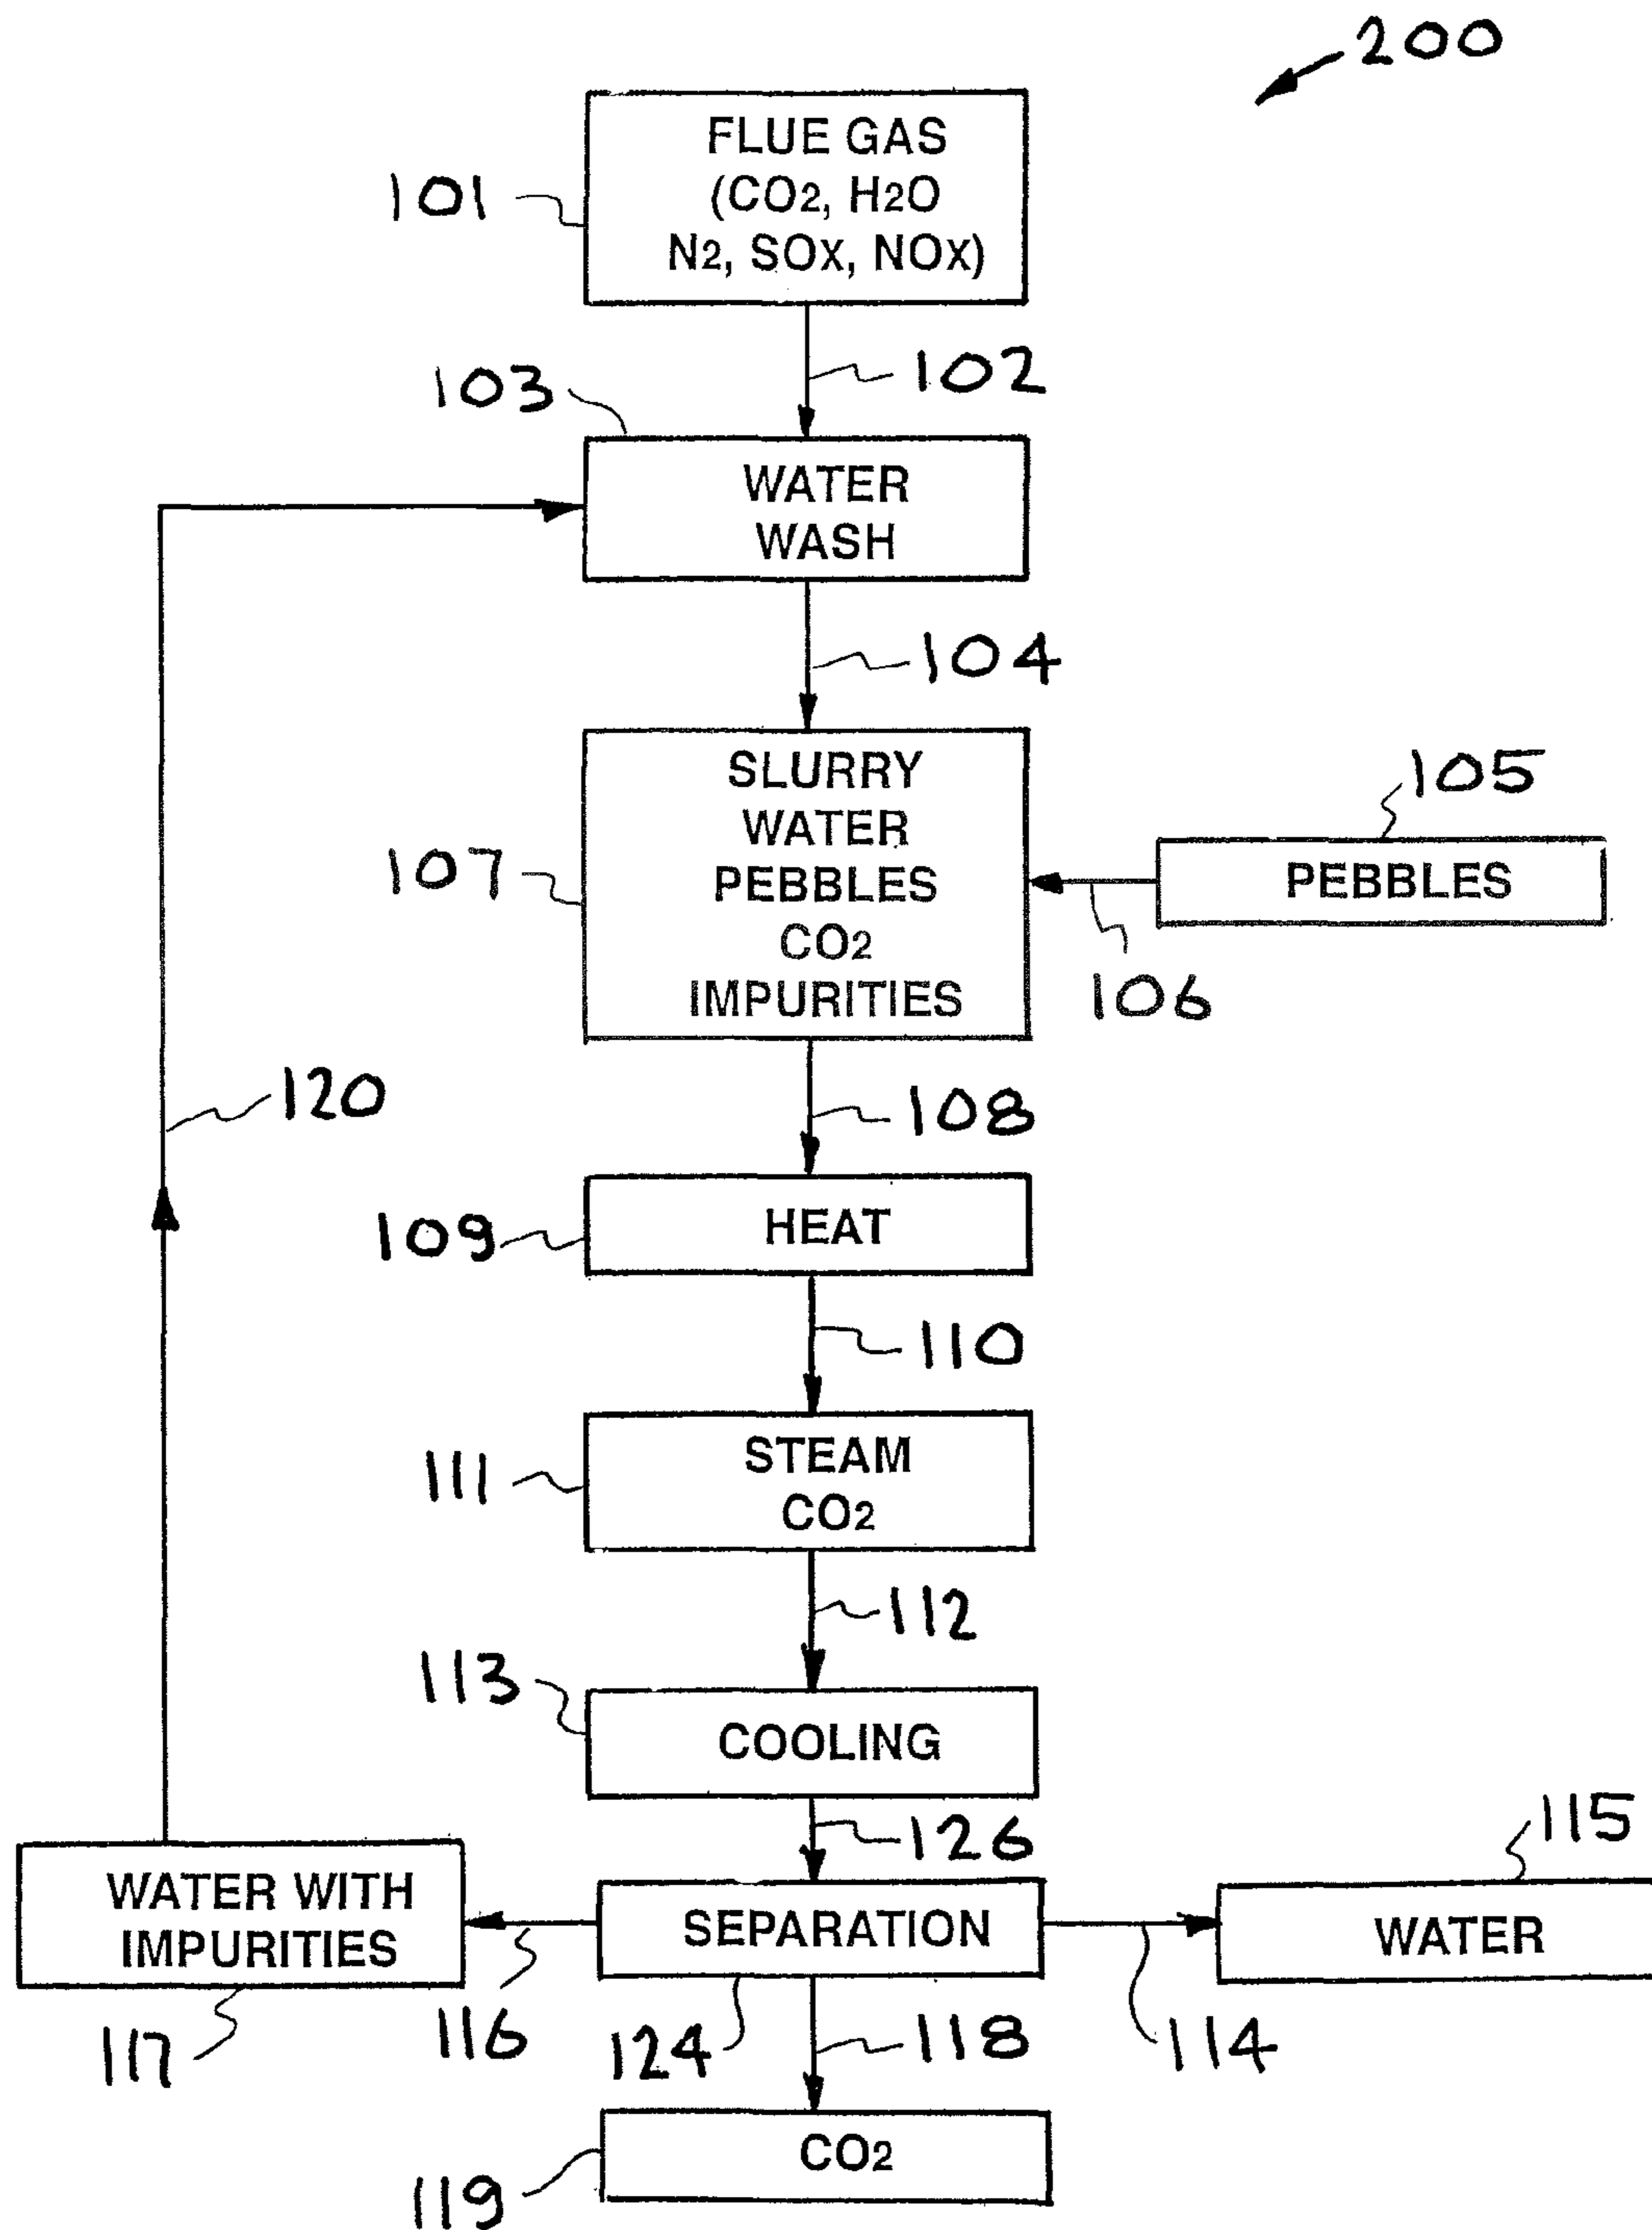 200
FLUE GAS
(CO2, H2O
N2, SOX, NOX)
101
102
103
WATER
WASH
104
SLURRY
WATER
PEBBLES
CO2
IMPURITIES
105
PEBBLES
107
106
120
108
HEAT
109
110
STEAM
CO2
111
112
113
COOLING
126
115
WATER WITH
IMPURITIES
SEPARATION
WATER
117
116
124
118
114
CO2
119